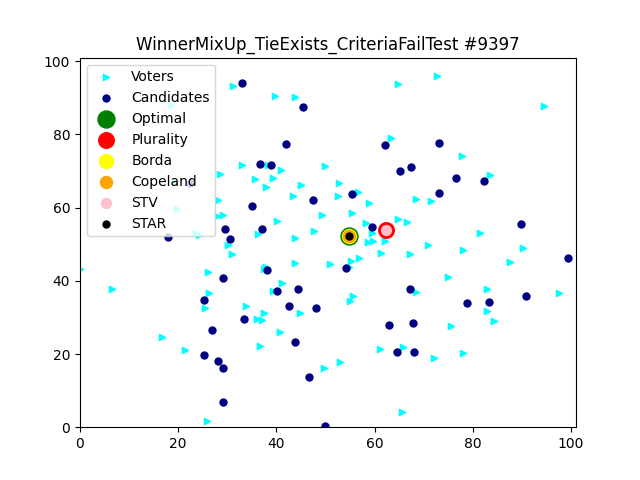 WinnerMixUp_TieExists_CriteriaFailTest #9397
100
80
60
40
20
0
Voters
Candidates
Optimal
Plurality
Borda
Copeland
STV
STAR
0 20 40 60 80 100